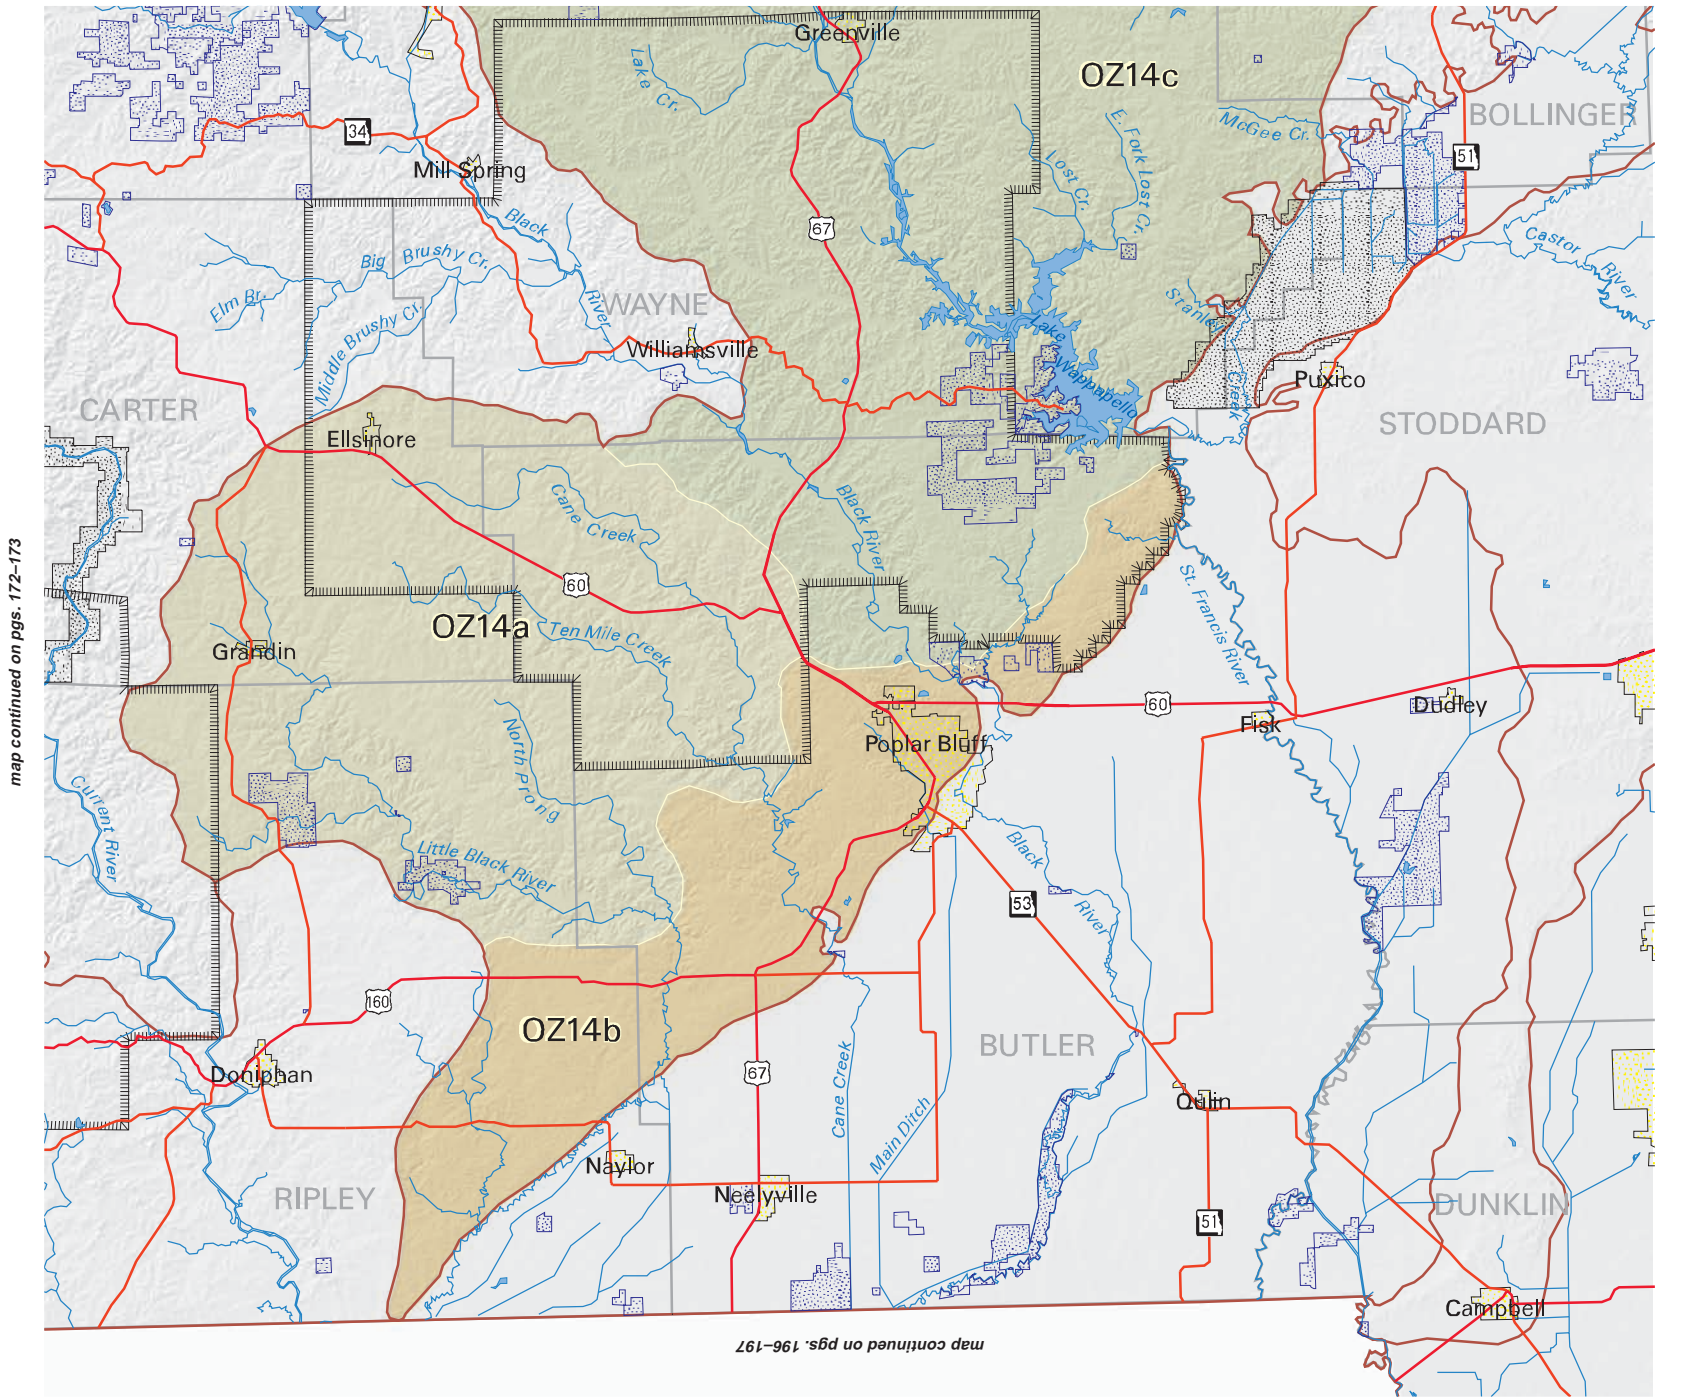 Greenville
OZ14c
Lake Cr.
BOLLINGER
McGee Cr.
E. Fork Lost Cr.
34
51
Mill Spring
Lost Cr.
Black
River
67
Castor
River
Big Brushy Cr.
Elm Br.
Middle Brushy Cr.
WAYNE
Stanley
Creek
Williamsville
Lake
Wappapello
Puxico
CARTER
STODDARD
Ellsinore
Cane Creek
Black River
map continued on pgs. 172–173
60
St. Francis River
OZ14a
Ten Mile Creek
Grandin
60
Dudley
Fisk
North Prong
Poplar Bluff
Current River
Little Black River
Black
River
53
160
OZ14b
BUTLER
Doniphan
67
Cane Creek
Main Ditch
Qulin
Naylor
Neelyville
RIPLEY
DUNKLIN
51
Campbell
map continued on pgs. 196–197